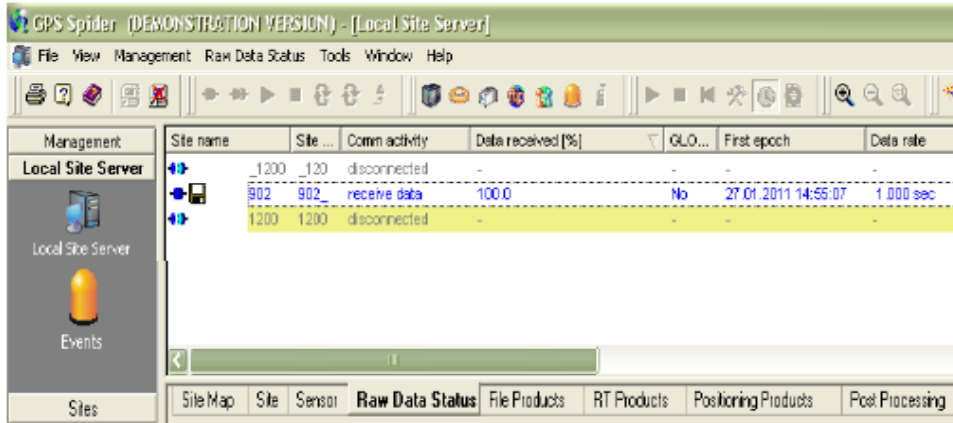 GPS Spider (DEMONSTRATION VERSION) - [Local Site Server]
File View Management Raw Data Status Tools Window Help
Management
Local Site Server
Local Site Server
Events
Sites
Site name Site ... Comm activity Data received [%] GLO... First epoch Data rate
_1200 _120 disconnected - - - -
902 902_ receive data 100.0 No 27.01.2011 14:55:07 1.000 sec
1200 1200 disconnected - - - -
Site Map Site Sensor Raw Data Status File Products RT Products Positioning Products Post Processing